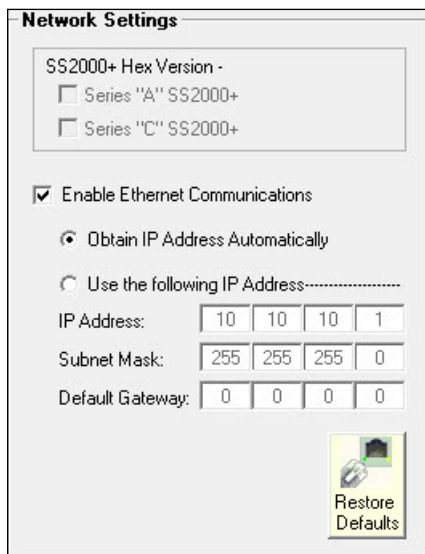 Network Settings
SS2000+ Hex Version -
Series "A" SS2000+
Series "C" SS2000+
Enable Ethernet Communications
Obtain IP Address Automatically
Use the following IP Address--------------------
IP Address: 10 10 10 1
Subnet Mask: 255 255 255 0
Default Gateway: 0 0 0 0
Restore
Defaults